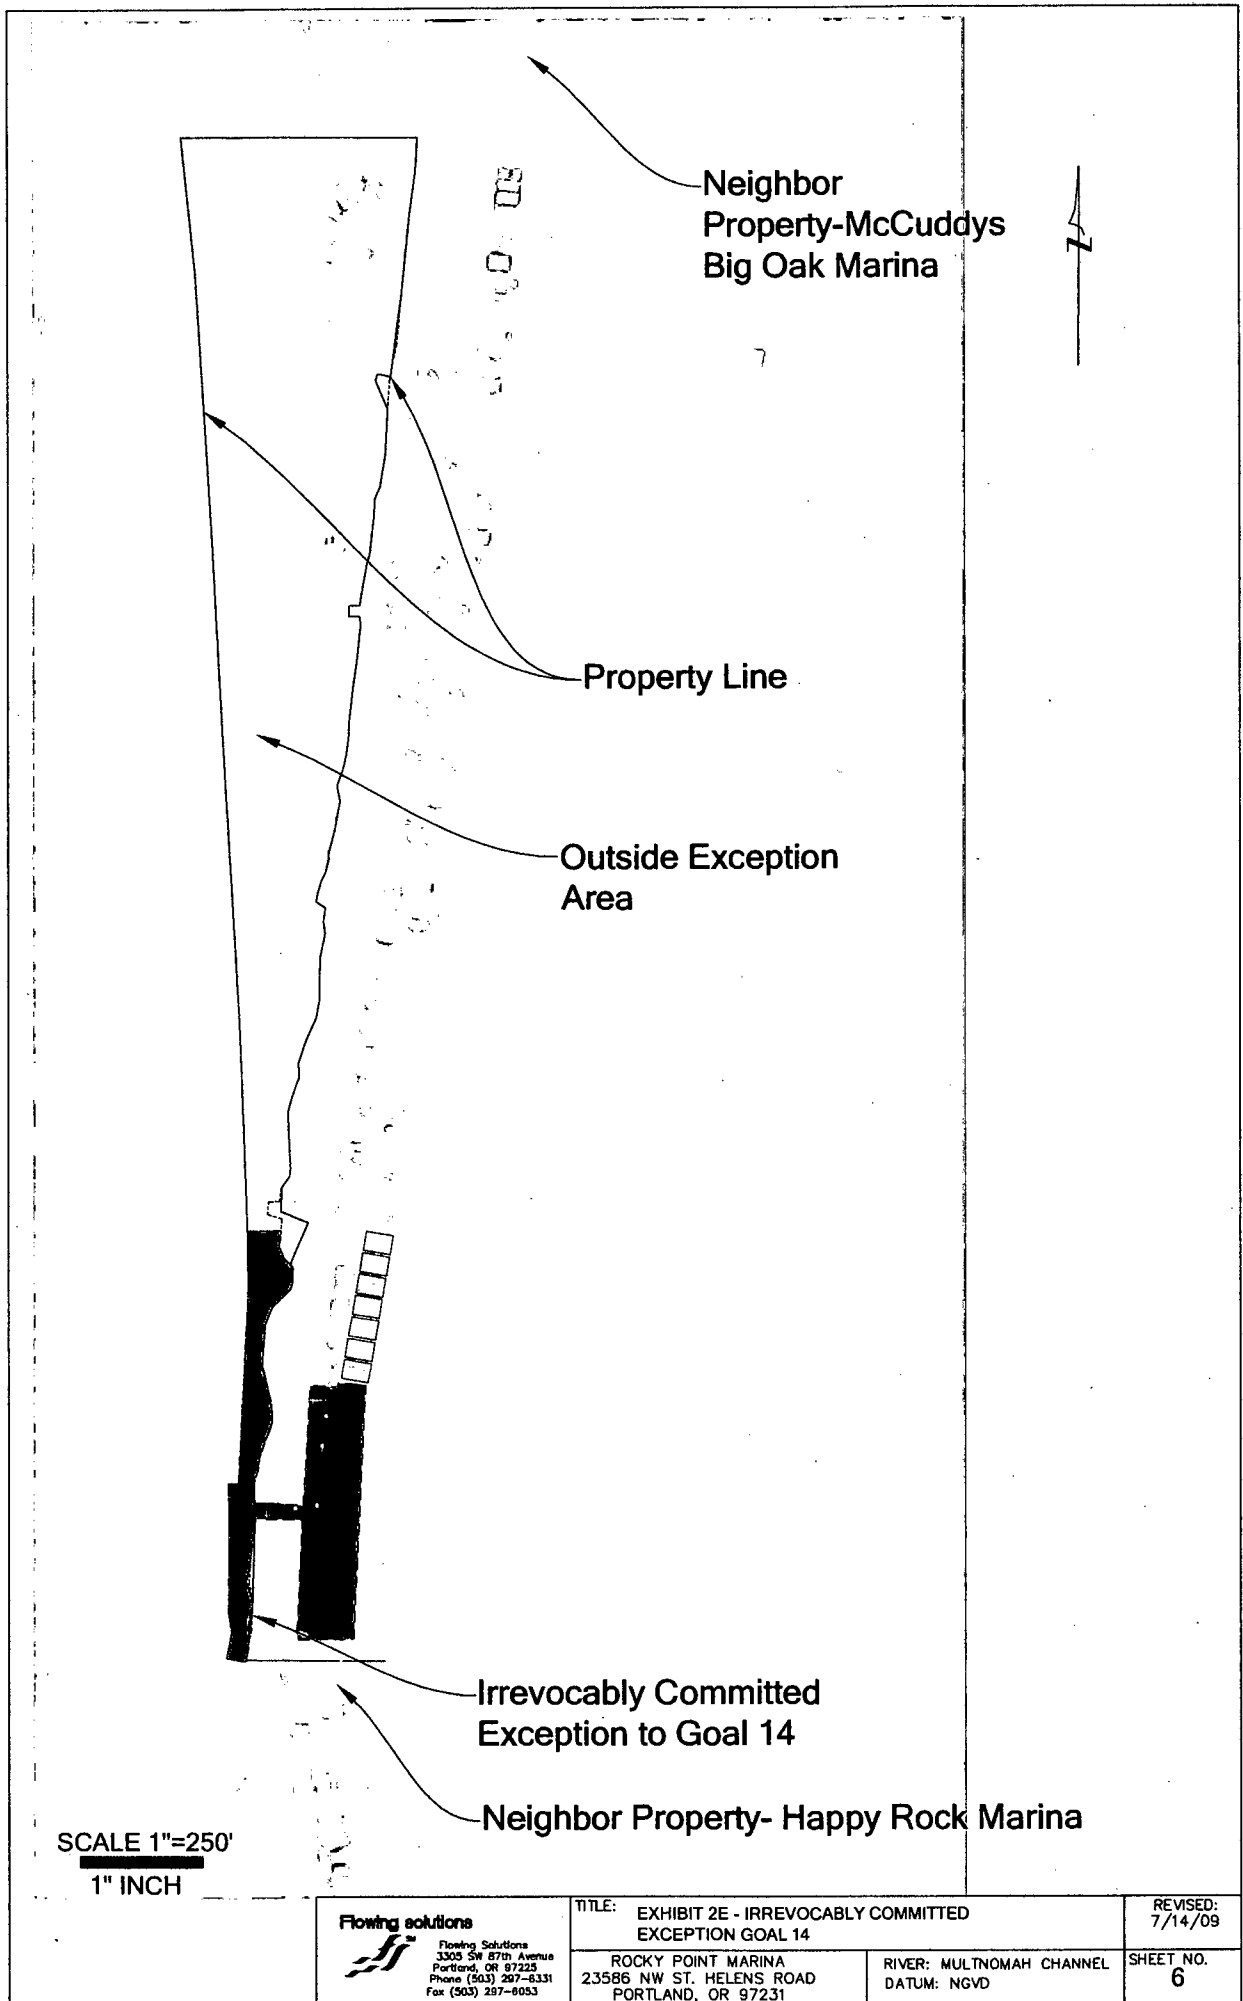 Neighbor
Property-McCuddys
Big Oak Marina
Property Line
Outside Exception
Area
Irrevocably Committed
Exception to Goal 14
Neighbor Property- Happy Rock Marina
SCALE 1"=250'
1" INCH
Flowing solutions
Flowing Solutions
3305 SW 87th Avenue
Portland, OR 97225
Phone (503) 297-6331
Fax (503) 297-6053
TITLE: EXHIBIT 2E - IRREVOCABLY COMMITTED
EXCEPTION GOAL 14
REVISED:
7/14/09
ROCKY POINT MARINA
23586 NW ST. HELENS ROAD
PORTLAND, OR 97231
RIVER: MULTNOMAH CHANNEL
DATUM: NGVD
SHEET NO.
6